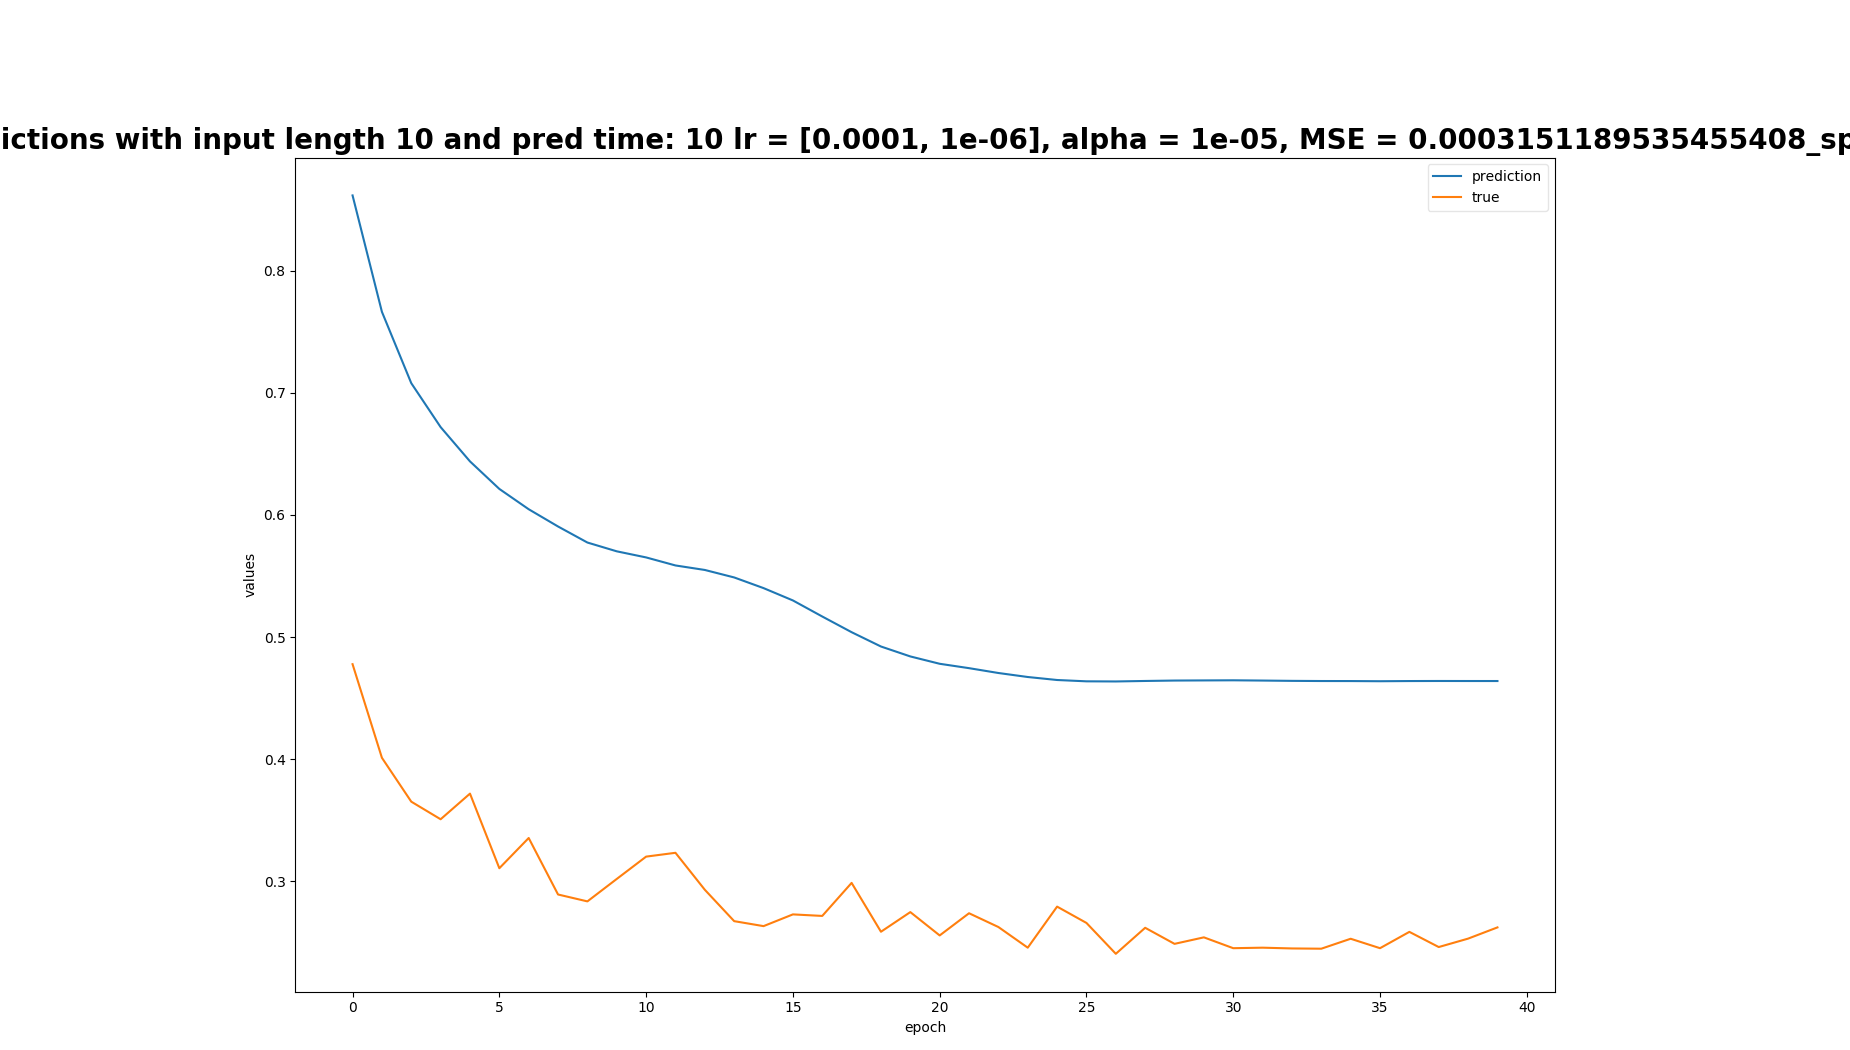 ictions with input length 10 and pred time: 10 lr = [0.0001, 1e-06], alpha = 1e-05, MSE = 0.0003151189535455408_sp
prediction
true
0.8
0.7
0.6
0.5
0.4
0.3
values
0 5 10 15 20 25 30 35 40
epoch